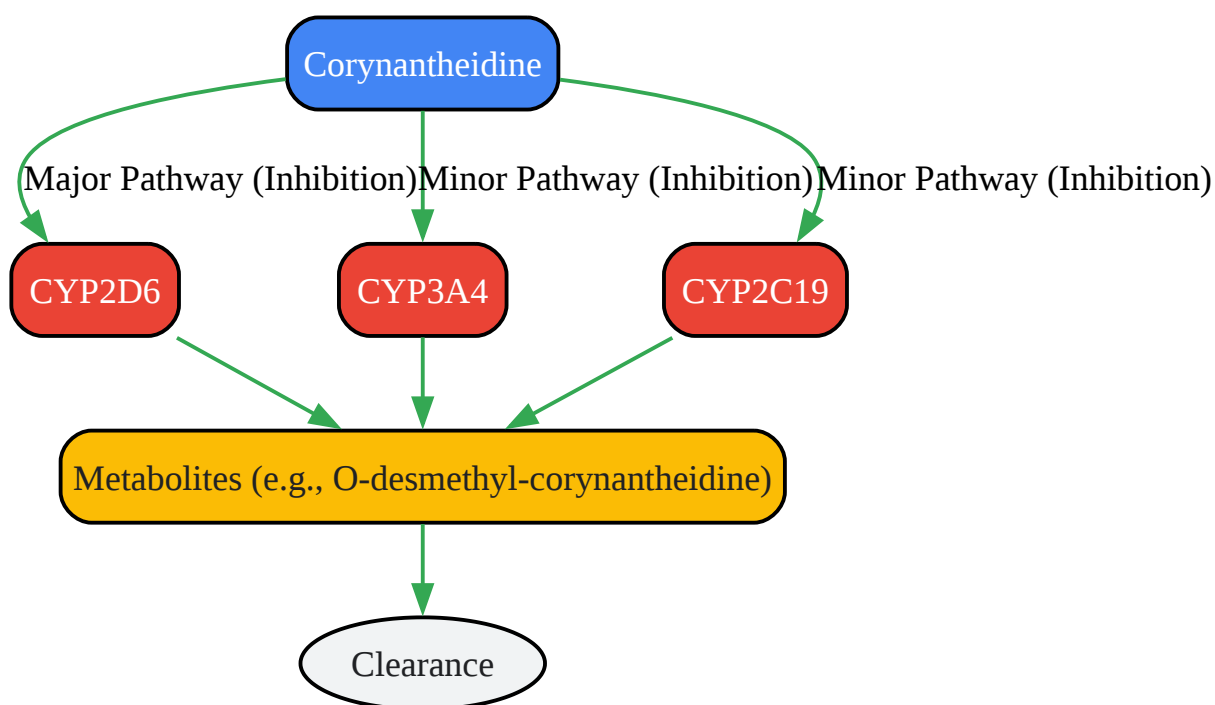 Corynantheidine
Major Pathway (Inhibition)
Minor Pathway (Inhibition)
Minor Pathway (Inhibition)
CYP2D6
CYP3A4
CYP2C19
Metabolites (e.g., O-desmethyl-corynantheidine)
Clearance